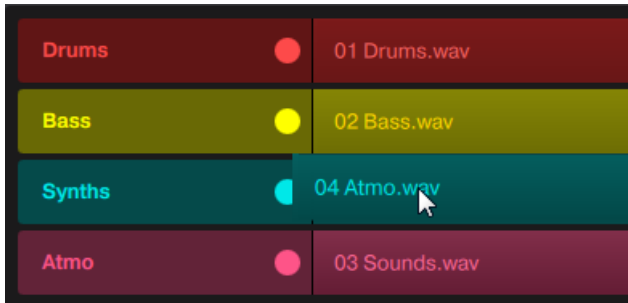 Drums 01 Drums.wav
Bass 02 Bass.wav
Synths 04 Atmo.wav
Atmo 03 Sounds.wav